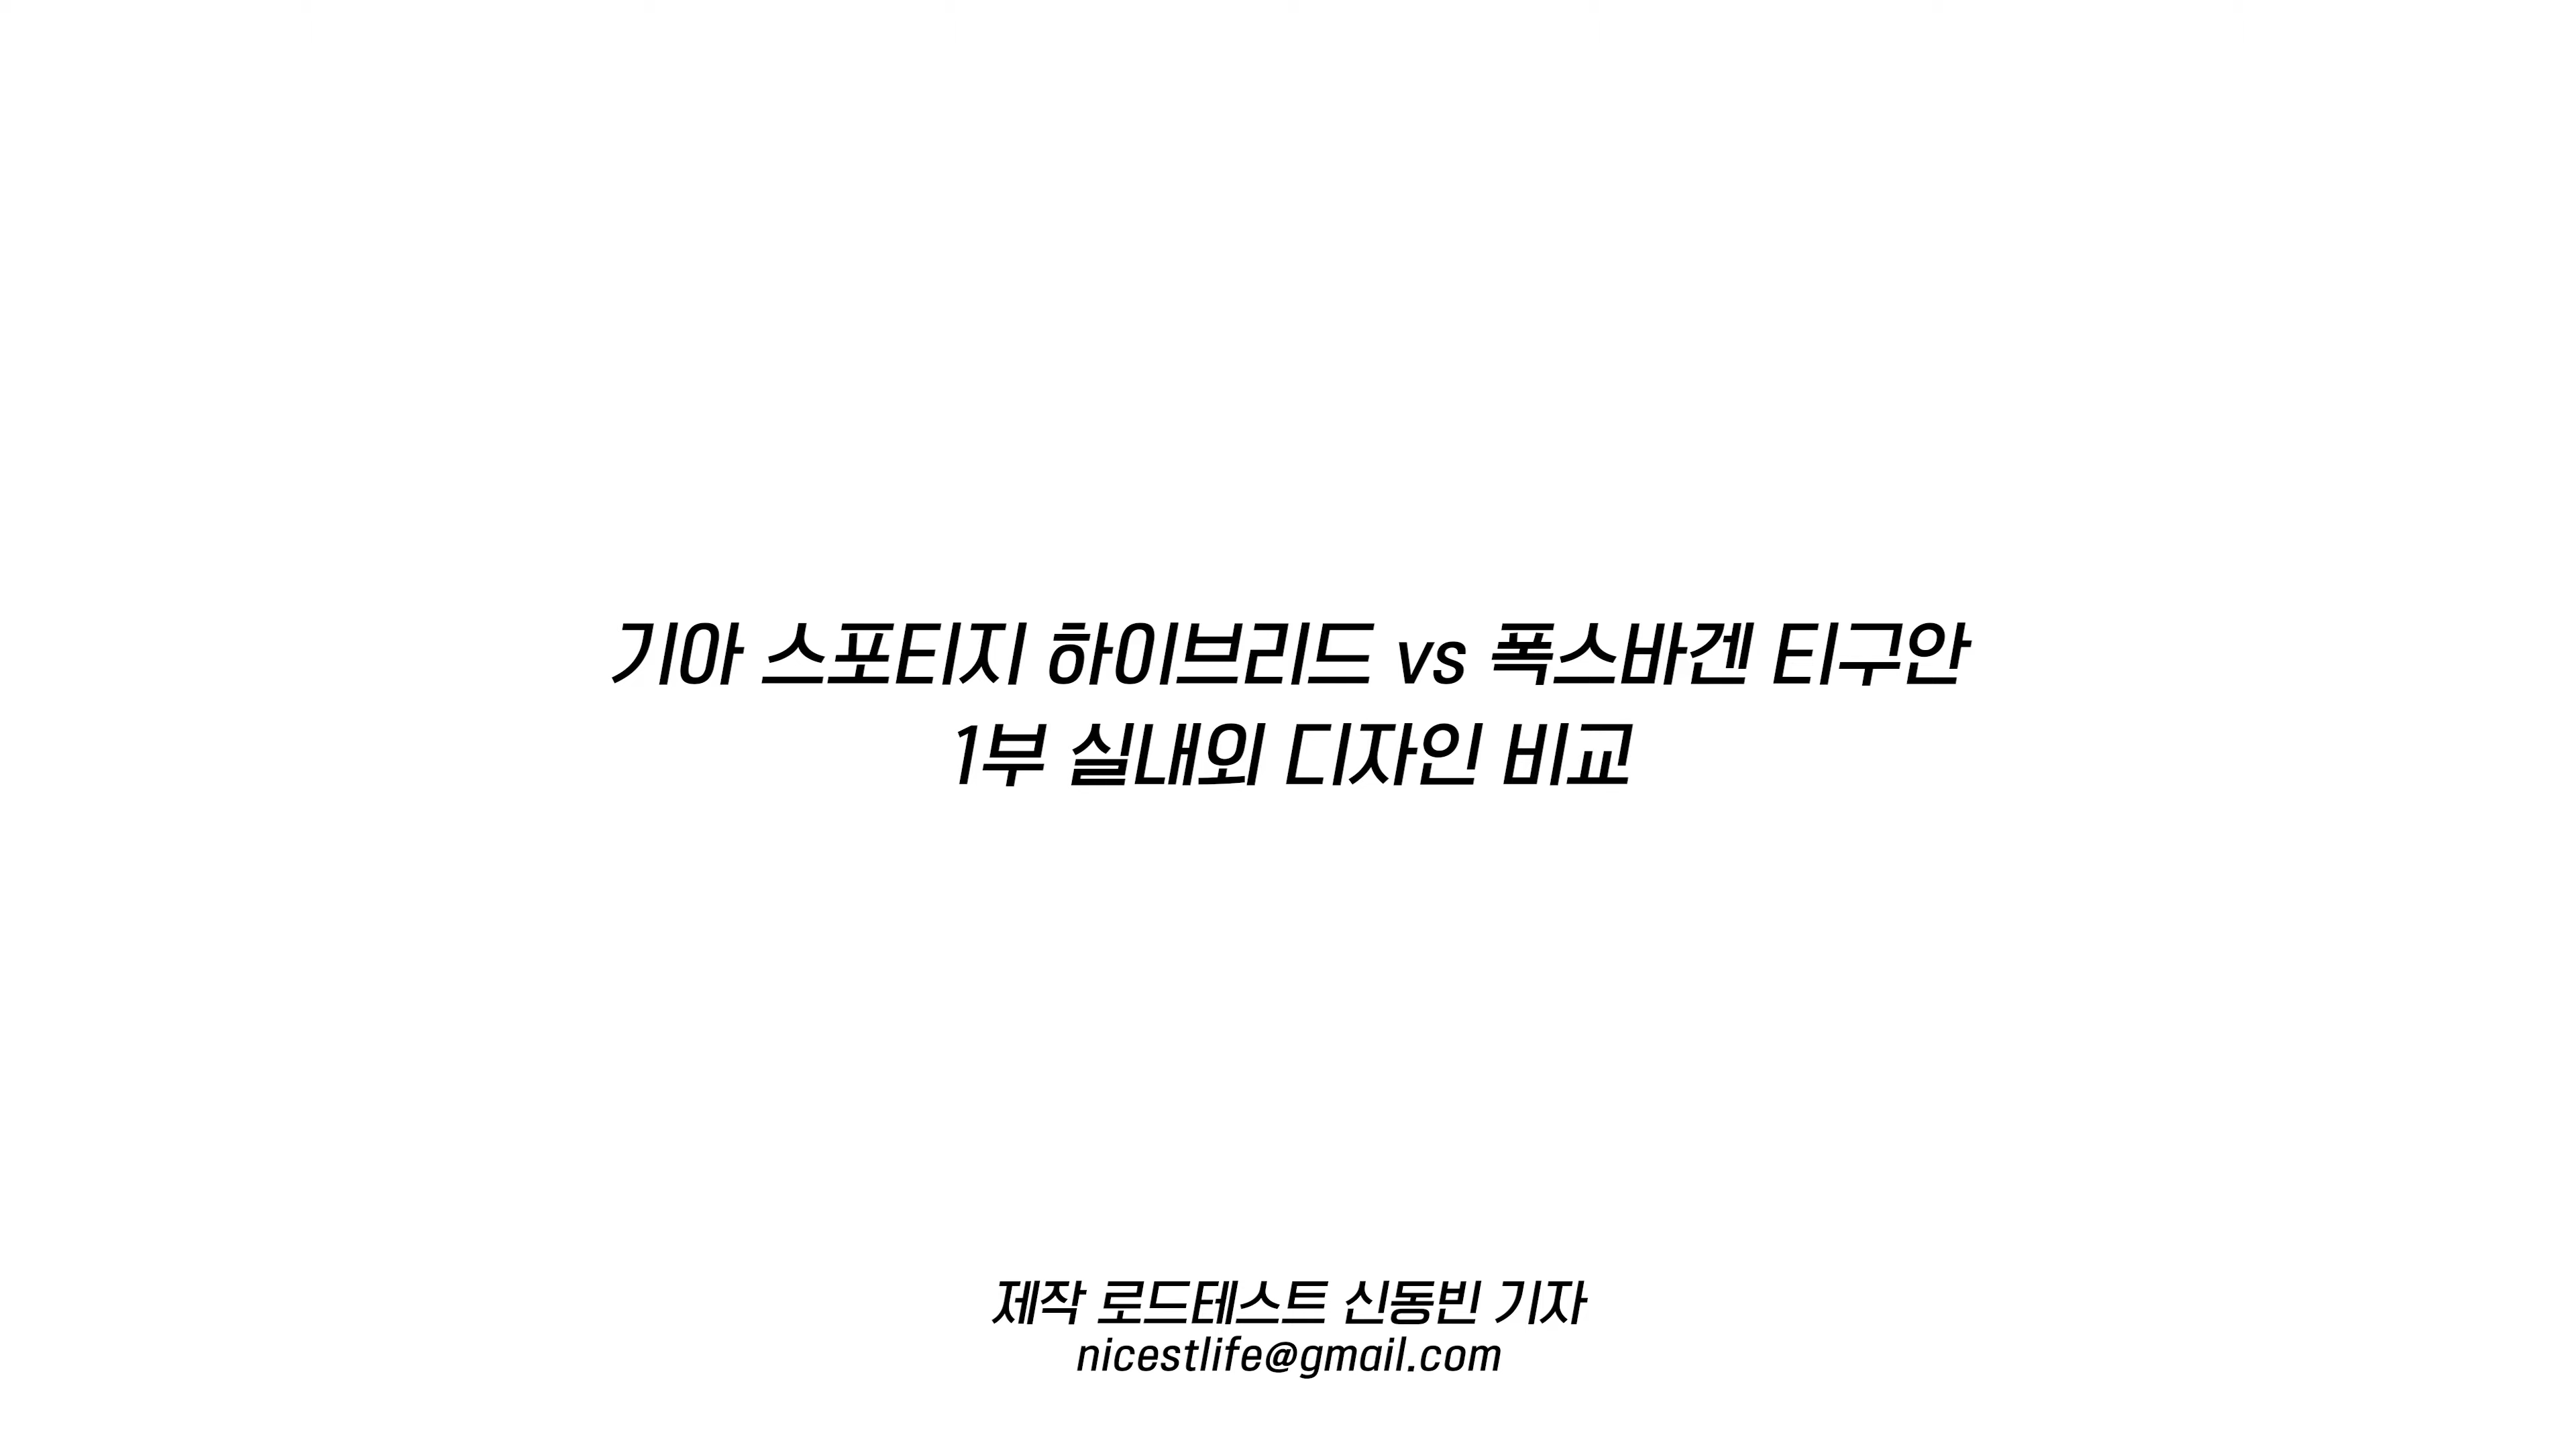 기아 스포티지 하이브리드 vs 폭스바겐 티구안
1부 실내외 디자인 비교
제작 로드테스트 신동빈 기자
nicestlife@gmail.com